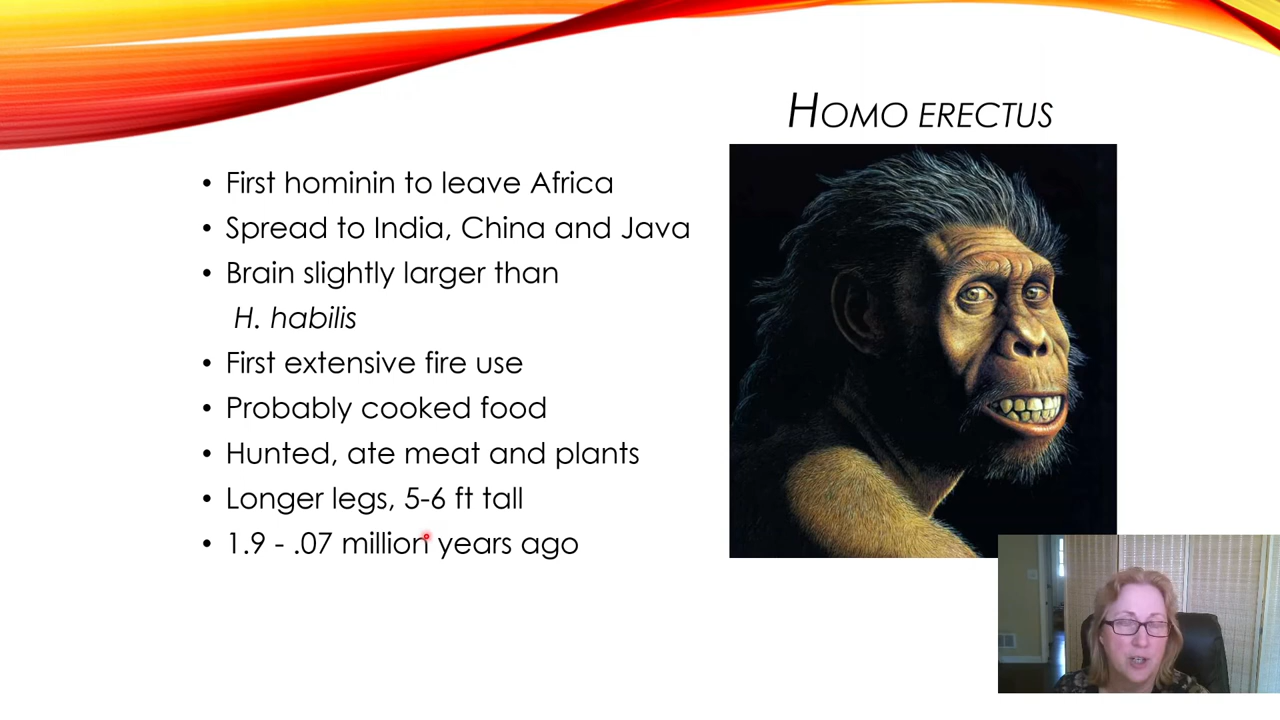 HOMO ERECTUS
• First hominin to leave Africa
• Spread to India, China and Java
• Brain slightly larger than
H. habilis
• First extensive fire use
• Probably cooked food
• Hunted, ate meat and plants
• Longer legs, 5-6 ft tall
• 1.9 - .07 million years ago